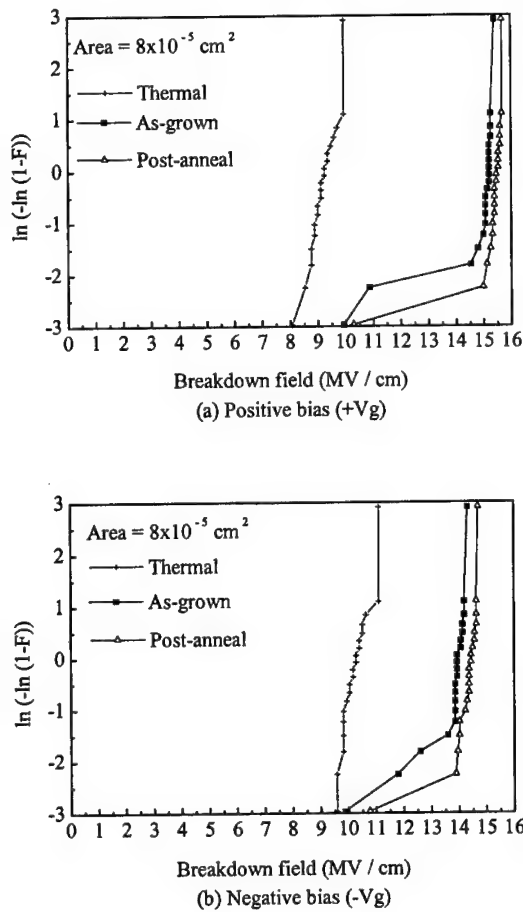 3
2
1
0
-1
-2
-3
ln (-ln (1-F))
Area = 8x10⁻⁵ cm²
Thermal
As-grown
Post-anneal
0 1 2 3 4 5 6 7 8 9 10 11 12 13 14 15 16
Breakdown field (MV / cm)
(a) Positive bias (+Vg)
3
2
1
0
-1
-2
-3
ln (-ln (1-F))
Area = 8x10⁻⁵ cm²
Thermal
As-grown
Post-anneal
0 1 2 3 4 5 6 7 8 9 10 11 12 13 14 15 16
Breakdown field (MV / cm)
(b) Negative bias (-Vg)